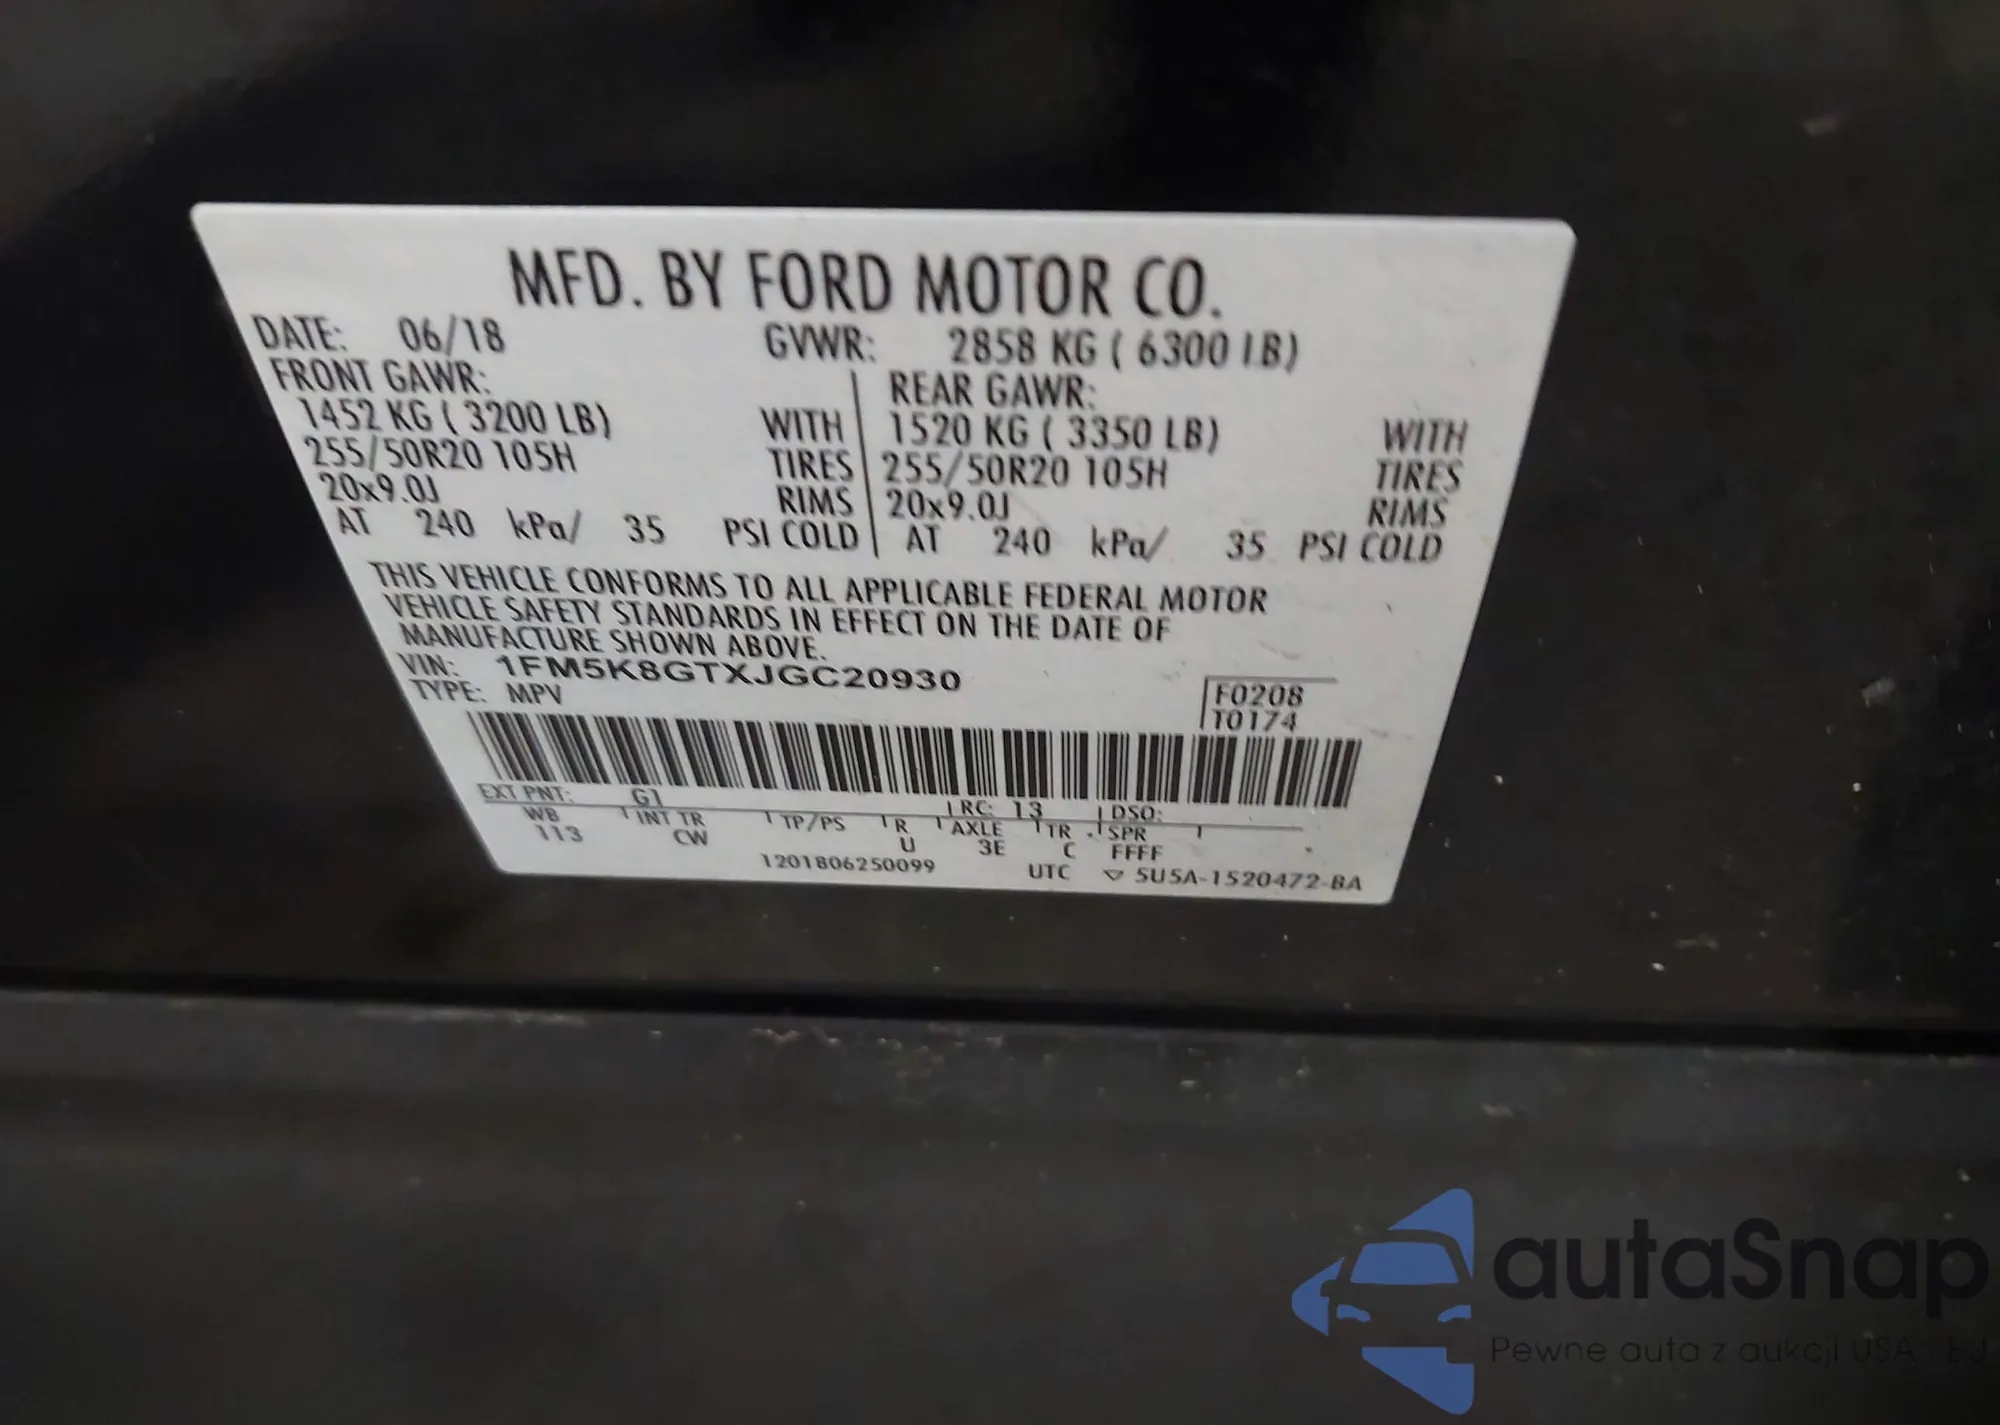 MFD. BY FORD MOTOR CO.
DATE: 06/18 GVWR: 2858 KG ( 6300 LB)
FRONT GAWR: REAR GAWR:
1452 KG ( 3200 LB) WITH 1520 KG ( 3350 LB) WITH
255/50R20 105H TIRES 255/50R20 105H TIRES
20x9.0J RIMS 20x9.0J RIMS
AT 240 kPa/ 35 PSI COLD AT 240 kPa/ 35 PSI COLD
THIS VEHICLE CONFORMS TO ALL APPLICABLE FEDERAL MOTOR
VEHICLE SAFETY STANDARDS IN EFFECT ON THE DATE OF
MANUFACTURE SHOWN ABOVE.
VIN: 1FM5K8GTXJGC20930
TYPE: MPV F0208
T0174
EXT PNT: G1 RC: 13 DSO:
WB INT TR TP/PS R AXLE TR SPR
113 CW U 3E C FFFF
1201806250099 UTC ▽ 5U5A-1520472-BA
autaSnap
Pewne auta z aukcji USA i EU